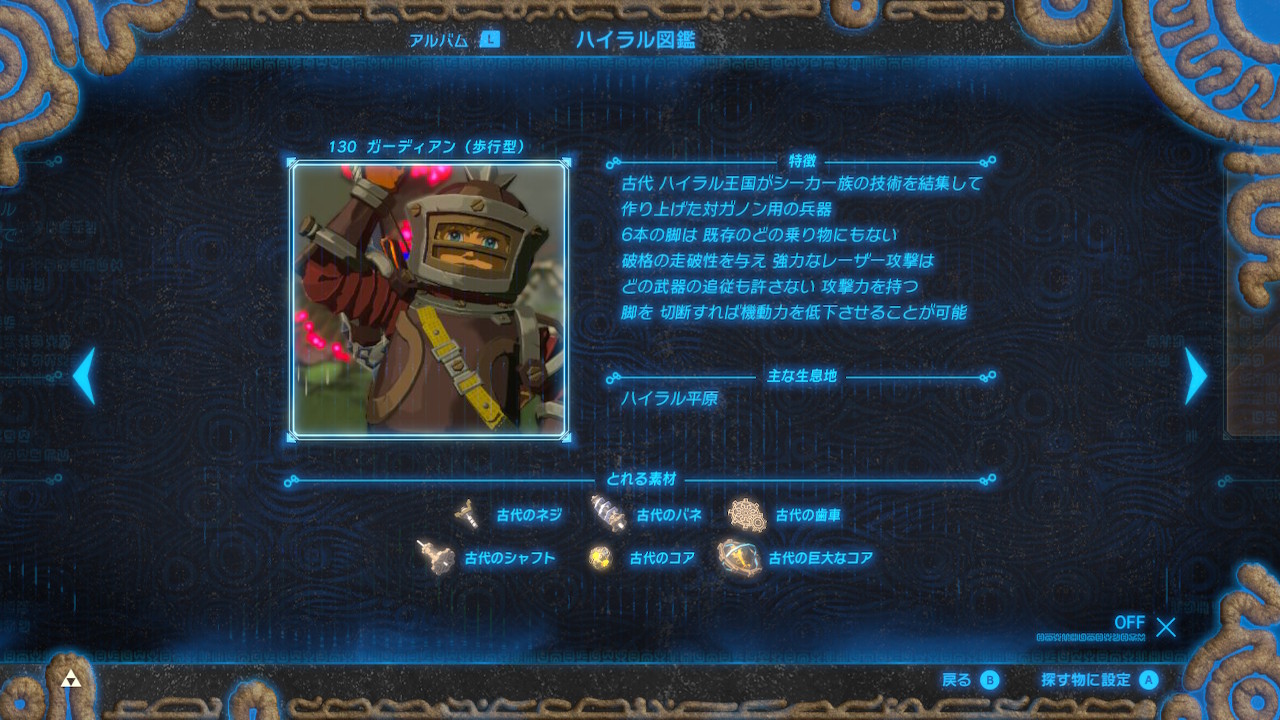 アルバム L
ハイラル図鑑
130 ガーディアン（歩行型）
特徴
古代 ハイラル王国がシーカー族の技術を結集して
作り上げた対ガノン用の兵器
6本の脚は 既存のどの乗り物にもない
破格の走破性を与え 強力なレーザー攻撃は
どの武器の追従も許さない 攻撃力を持つ
脚を 切断すれば機動力を低下させることが可能
主な生息地
ハイラル平原
とれる素材
古代のネジ 古代のバネ 古代の歯車
古代のシャフト 古代のコア 古代の巨大なコア
OFF
戻る B 探す物に設定 A